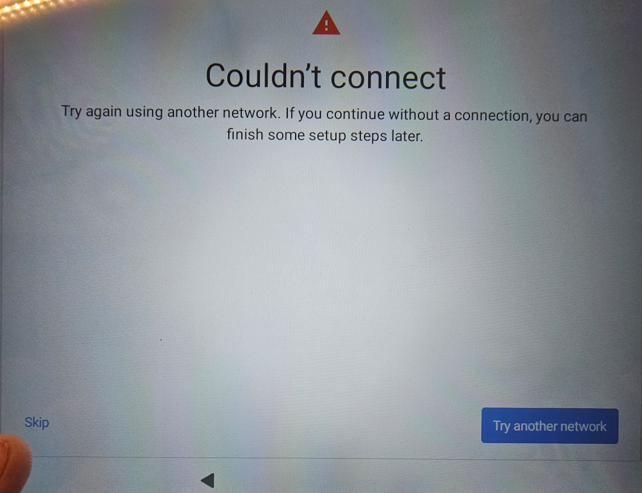 Couldn’t connect
Try again using another network. If you continue without a connection, you can
finish some setup steps later.
Skip
Try another network